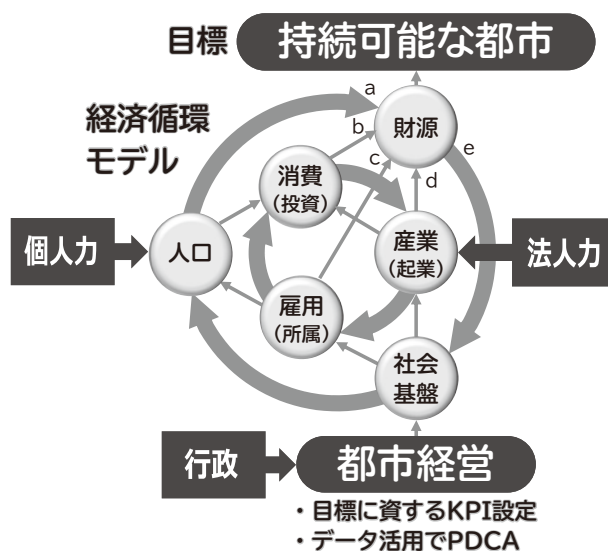 目標
持続可能な都市
経済循環
モデル
a
b
c
d
e
財源
消費
(投資)
個人力
人口
産業
(起業)
法人力
雇用
(所属)
社会
基盤
行政
都市経営
・目標に資するKPI設定
・データ活用でPDCA